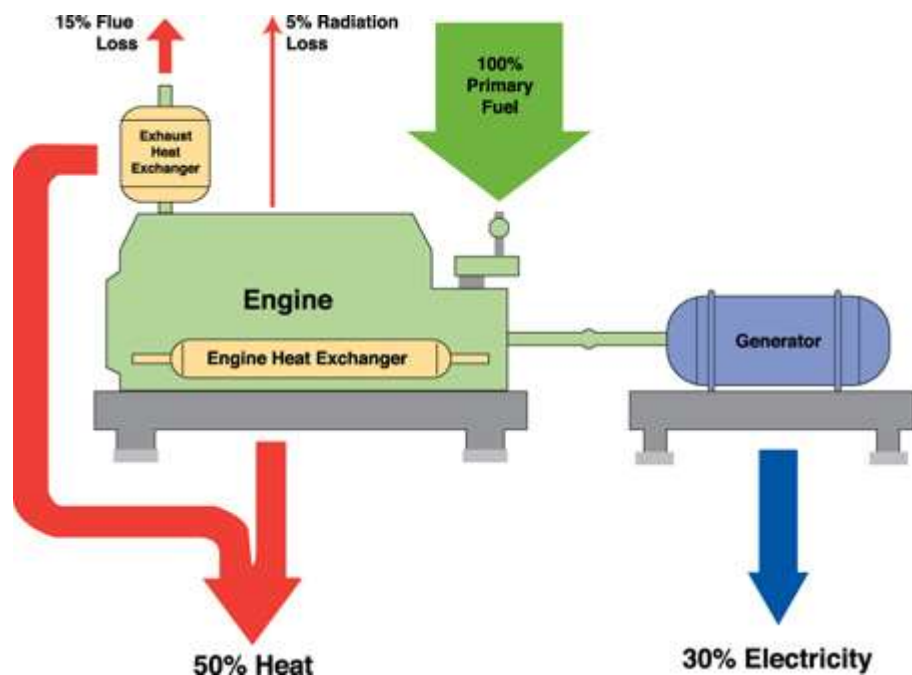 15% Flue
Loss
5% Radiation
Loss
100%
Primary
Fuel
Exhaust
Heat
Exchanger
Engine
Engine Heat Exchanger
Generator
50% Heat
30% Electricity